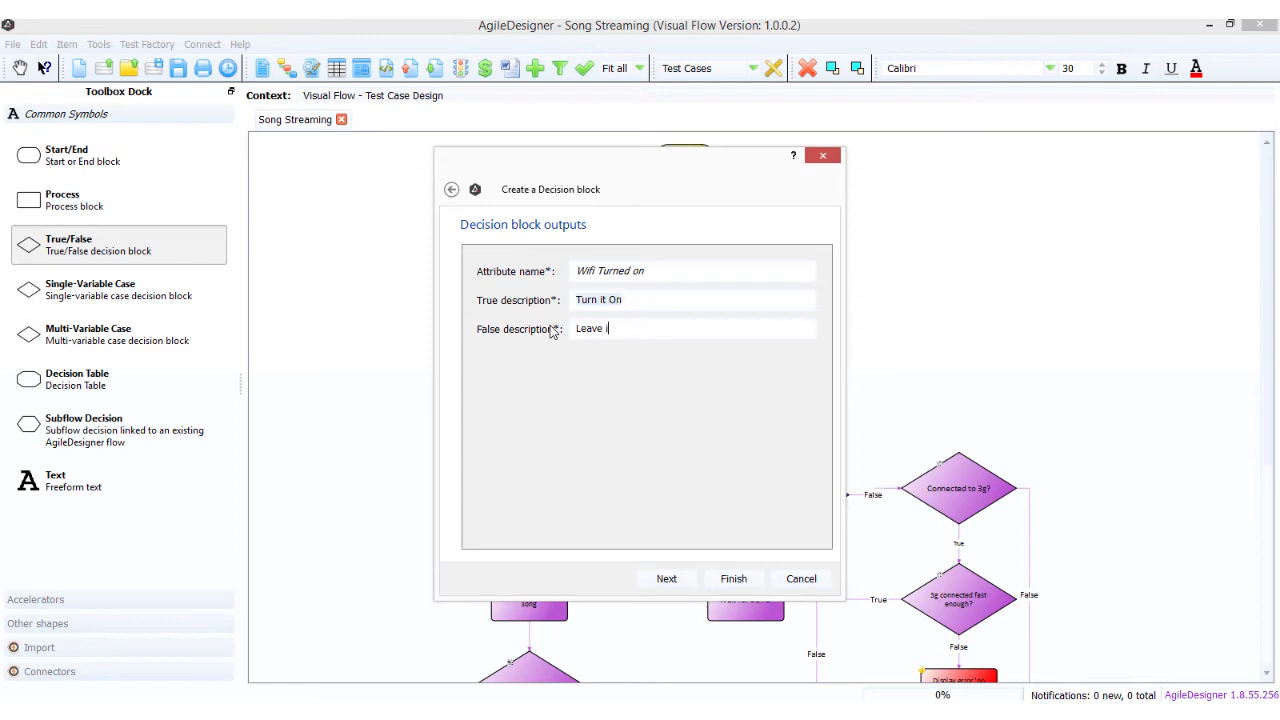 AgileDesigner - Song Streaming (Visual Flow Version: 1.0.0.2)
File Edit Item Tools Test Factory Connect Help
Fit all Test Cases Calibri 30 B I U A
Toolbox Dock
Context: Visual Flow - Test Case Design
A Common Symbols
Song Streaming
Start/End
Start or End block
Process
Process block
True/False
True/False decision block
Single-Variable Case
Single-variable case decision block
Multi-Variable Case
Multi-variable case decision block
Decision Table
Decision Table
Subflow Decision
Subflow decision linked to an existing
AgileDesigner flow
A Text
Freeform text
Accelerators
Other shapes
Import
Connectors
?
Create a Decision block
Decision block outputs
Attribute name*: Wifi Turned on
True description*: Turn it On
False description*: Leave i
Next Finish Cancel
False
Connected to 3g?
True
True
3g connected fast
enough?
False
song
False
False
Display error 'no
0% Notifications: 0 new, 0 total AgileDesigner 1.8.55.256